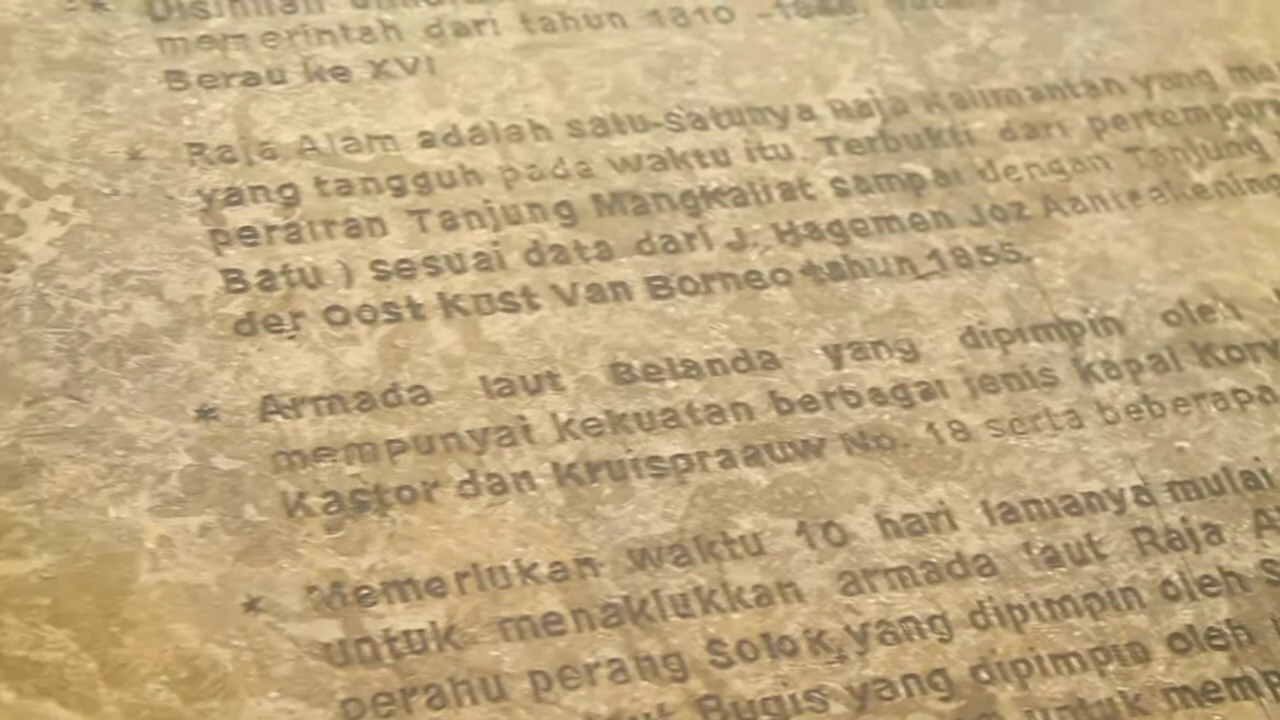 * Disinilah
memerintah dari tahun 1810 -
Berau ke XVI
* Raja Alam adalah satu-satunya Raja Kalimantan yang
yang tangguh pada waktu itu. Terbukti dari
perairan Tanjung Mangkaliat sampai dengan Tanjung
Batu ) sesuai data dari J. Hagemen Joz
der Oost Kust Van Borneo tahun 1855.
* Armada laut Belanda yang dipimpin oleh
mempunyai kekuatan berbagai jenis kapal
Kastor dan Kruispraauw No. 18 serta beberapa
* Memerlukan waktu 10 hari lamanya mulai
untuk menaklukkan armada laut Raja
perahu perang Solok, yang dipimpin oleh
Bugis yang dipimpin oleh
untuk